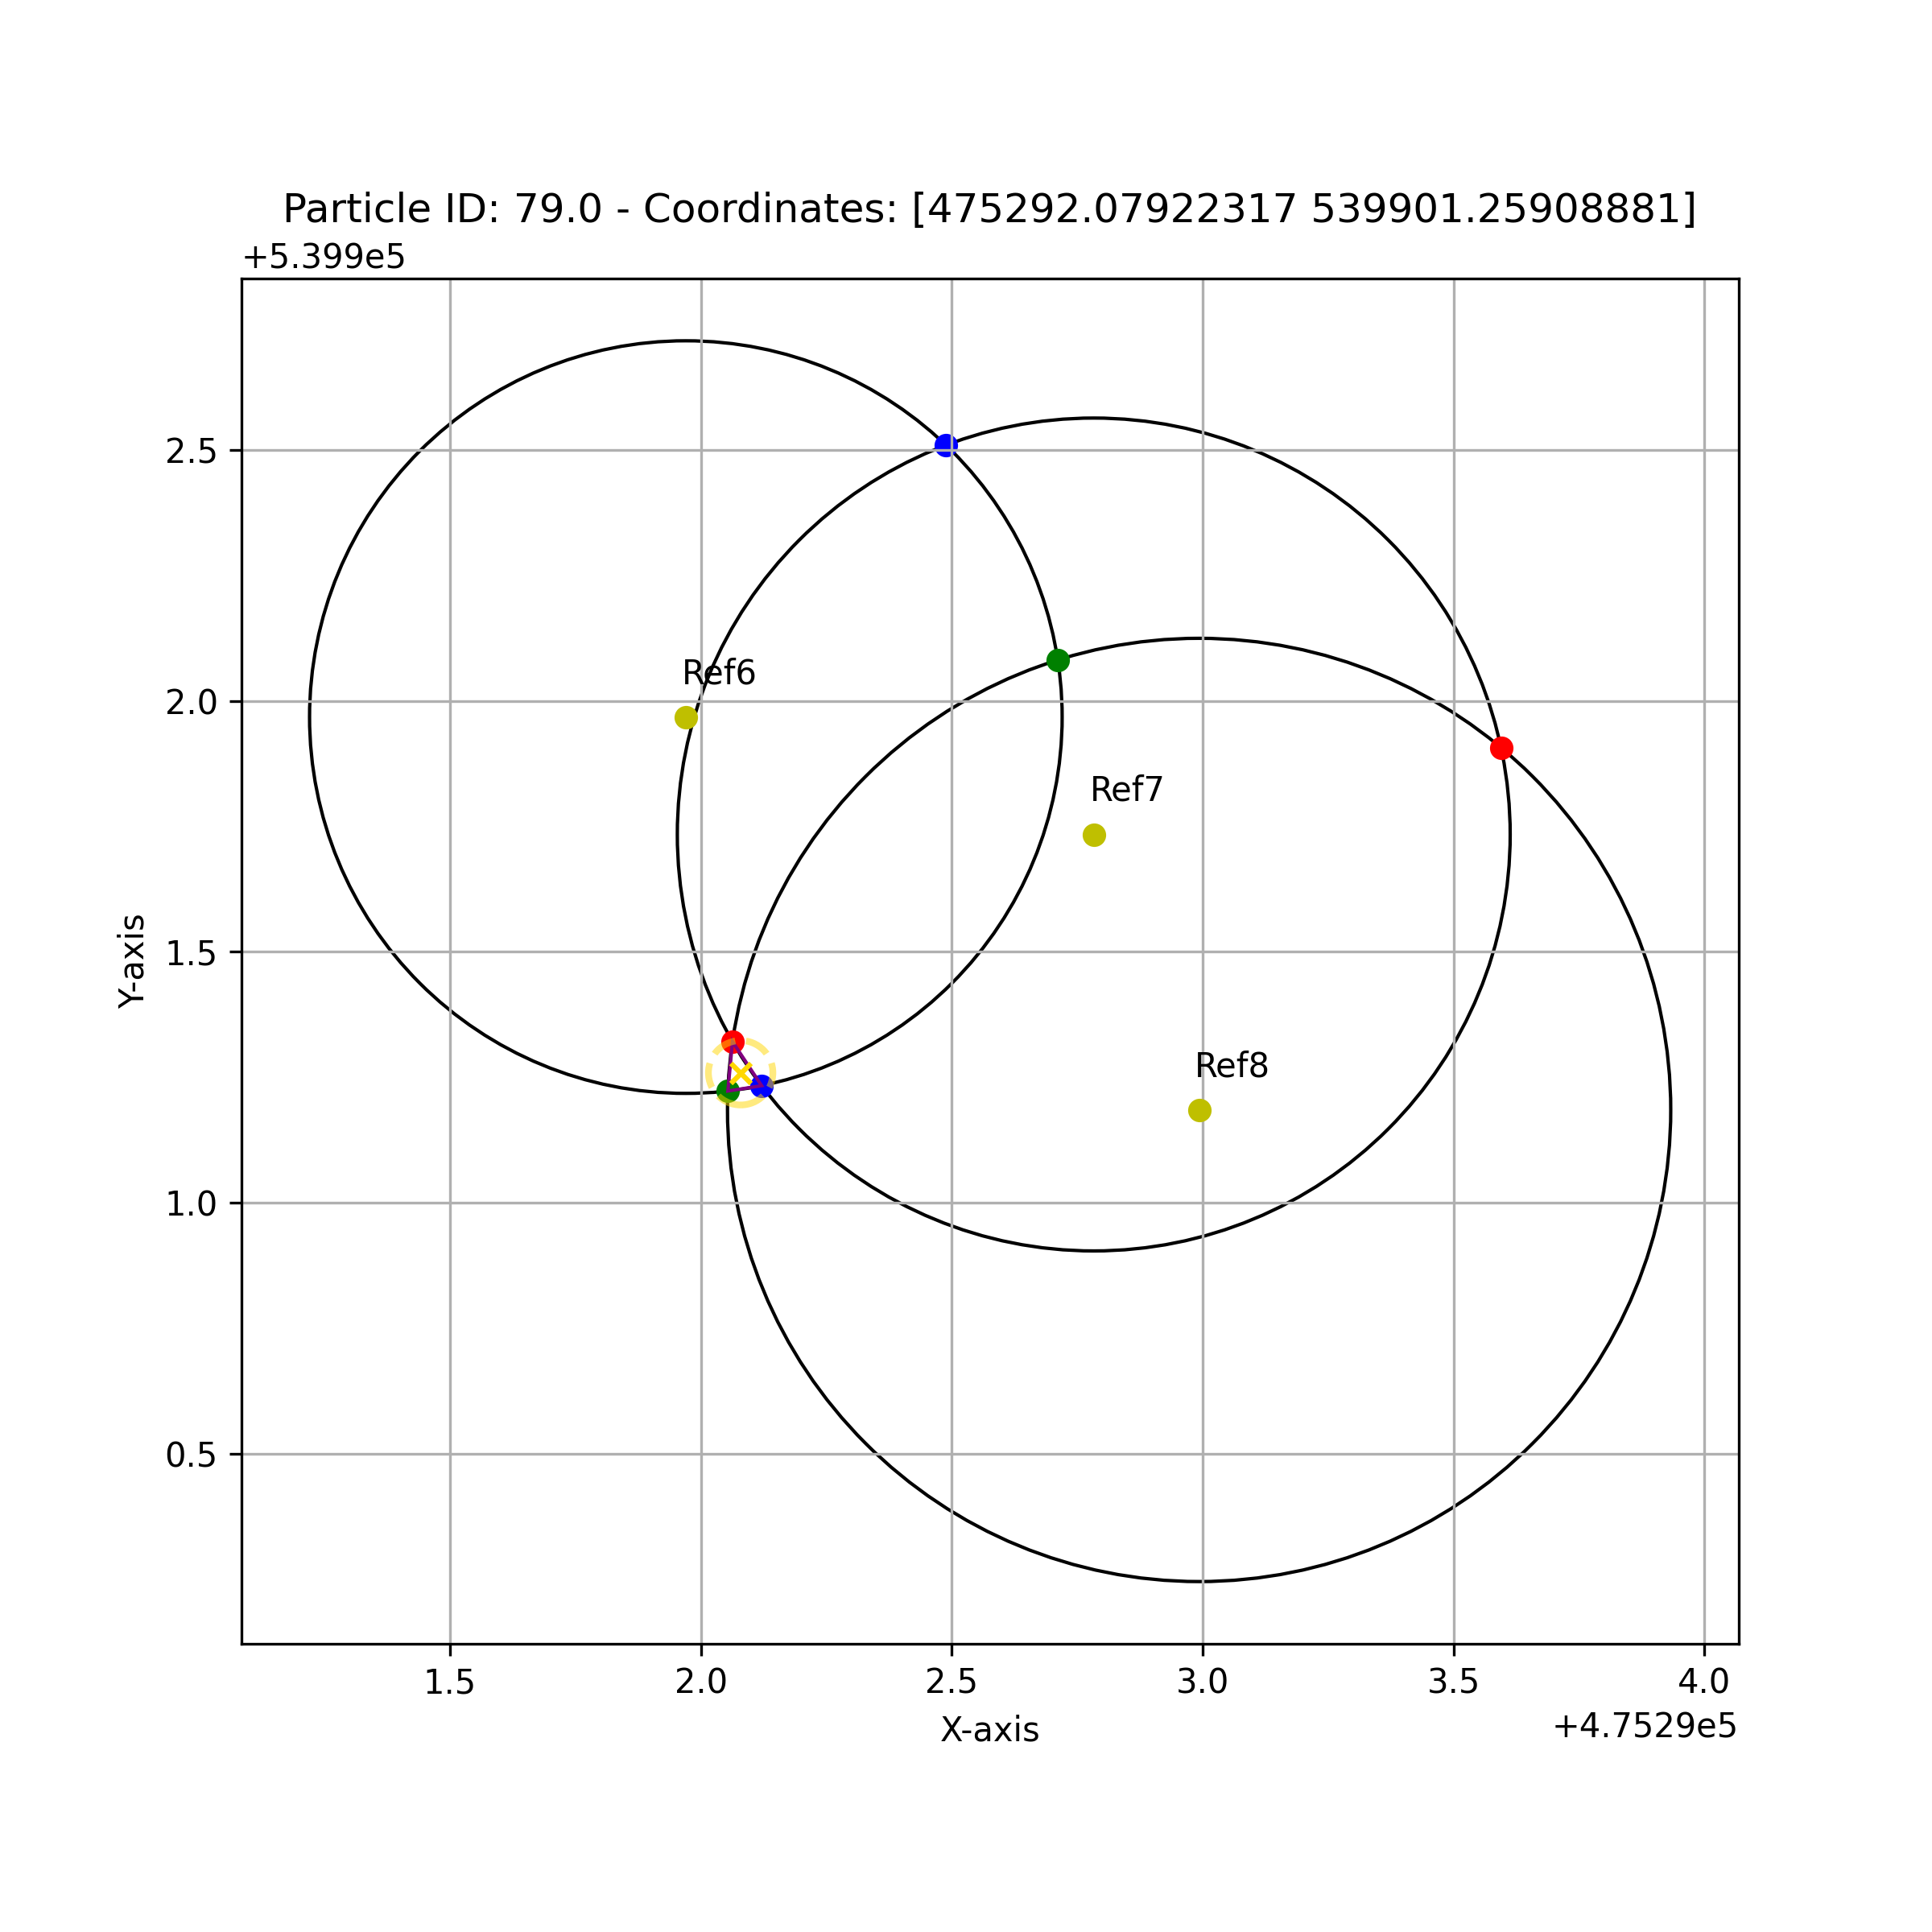 Particle ID: 79.0 - Coordinates: [475292.07922317 539901.25908881]
+5.399e5
2.5
2.0
1.5
1.0
0.5
Y-axis
Ref6
Ref7
Ref8
1.5
2.0
2.5
3.0
3.5
4.0
X-axis
+4.7529e5